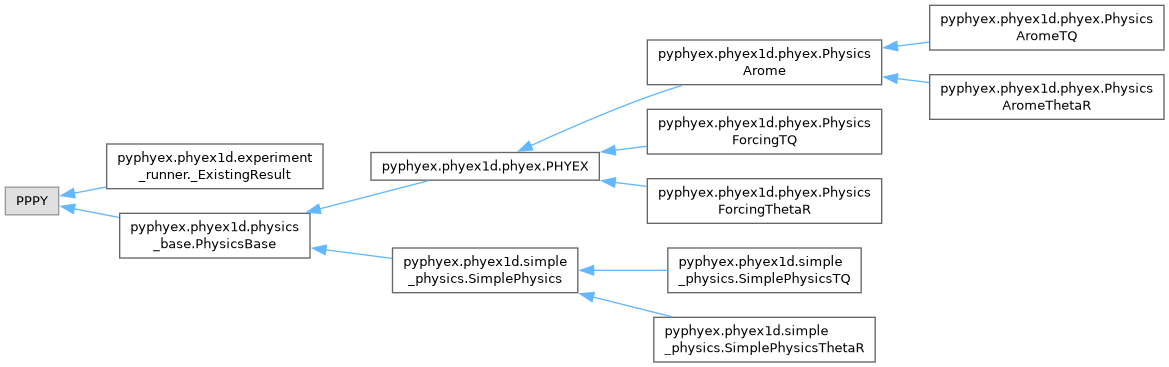 PPPY
pyphyex.phyex1d.experiment
_runner._ExistingResult
pyphyex.phyex1d.physics
_base.PhysicsBase
pyphyex.phyex1d.phyex.PHYEX
pyphyex.phyex1d.simple
_physics.SimplePhysics
pyphyex.phyex1d.phyex.Physics
Arome
pyphyex.phyex1d.phyex.Physics
ForcingTQ
pyphyex.phyex1d.phyex.Physics
ForcingThetaR
pyphyex.phyex1d.simple
_physics.SimplePhysicsTQ
pyphyex.phyex1d.simple
_physics.SimplePhysicsThetaR
pyphyex.phyex1d.phyex.Physics
AromeTQ
pyphyex.phyex1d.phyex.Physics
AromeThetaR